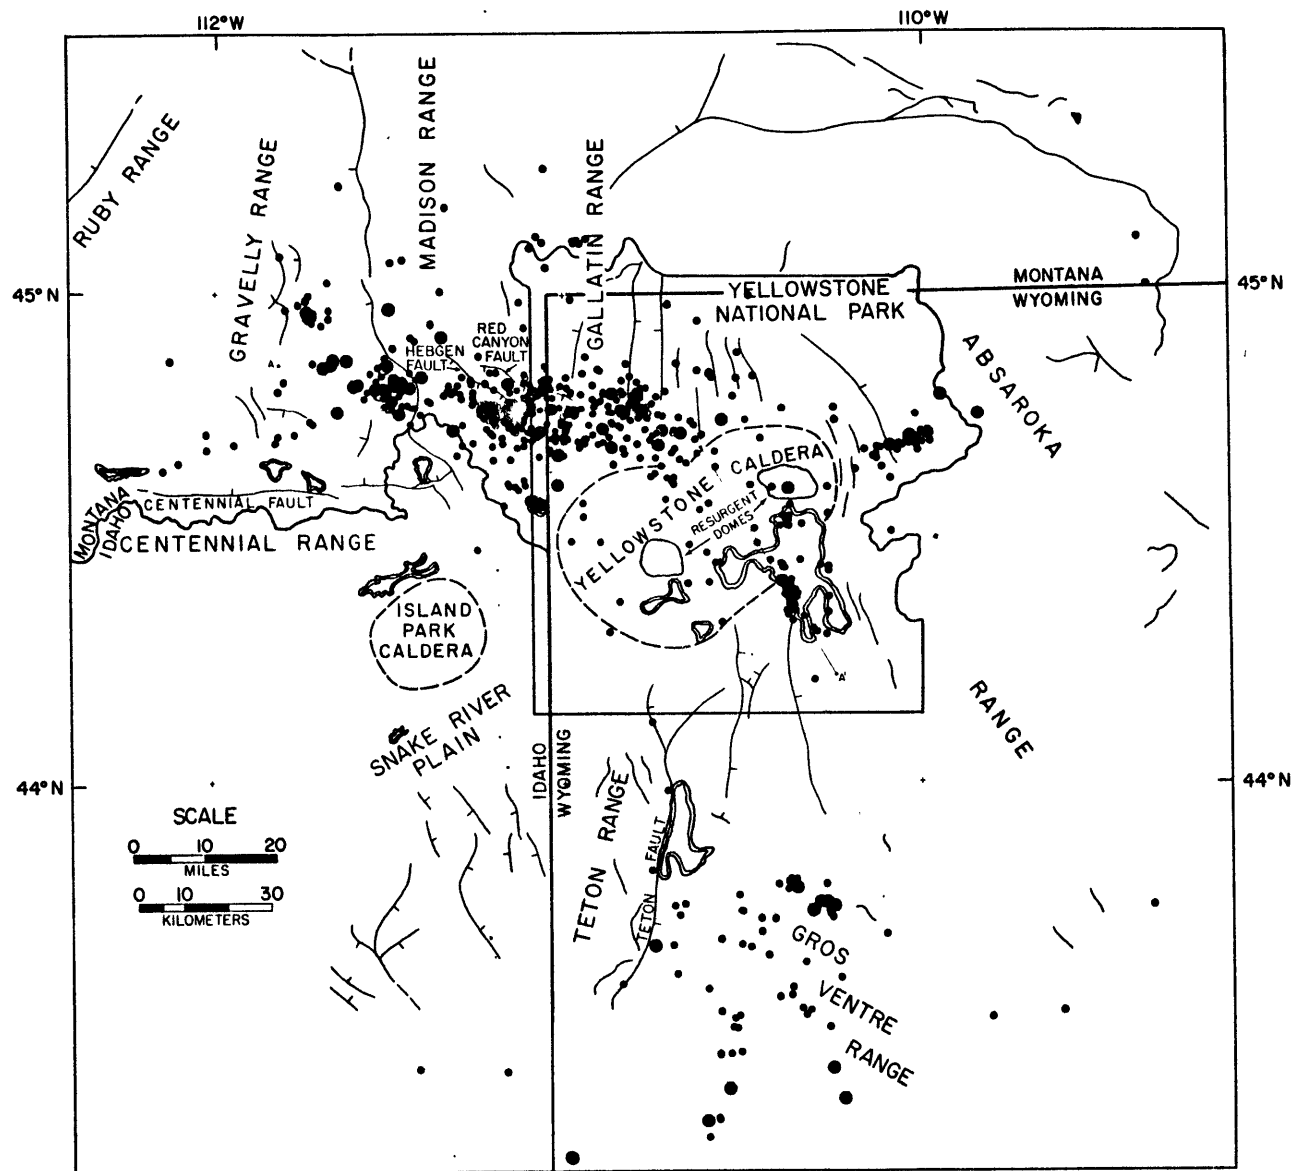 112°W
110°W
RUBY RANGE
GRAVELLY RANGE
MADISON RANGE
GALLATIN RANGE
45°N
45°N
MONTANA
WYOMING
YELLOWSTONE
NATIONAL PARK
RED
CANYON
FAULT
HEBGEN
FAULT
A
ABSAROKA
RANGE
MONTANA
IDAHO
CENTENNIAL FAULT
CENTENNIAL RANGE
YELLOWSTONE CALDERA
RESURGENT
DOMES
ISLAND
PARK
CALDERA
A'
SNAKE RIVER
PLAIN
IDAHO
WYOMING
44°N
44°N
TETON RANGE
TETON FAULT
SCALE
0 10 20
MILES
0 10 30
KILOMETERS
GROS
VENTRE
RANGE